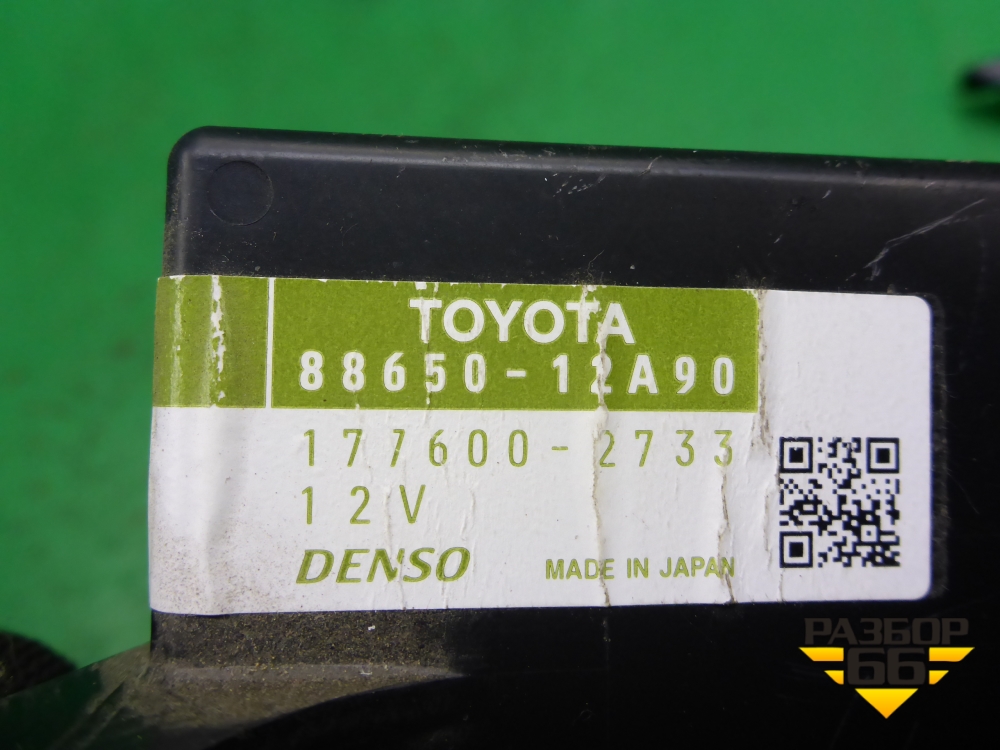 TOYOTA
88650-12A90
177600-2733
12V
DENSO MADE IN JAPAN
РАЗБОР
66